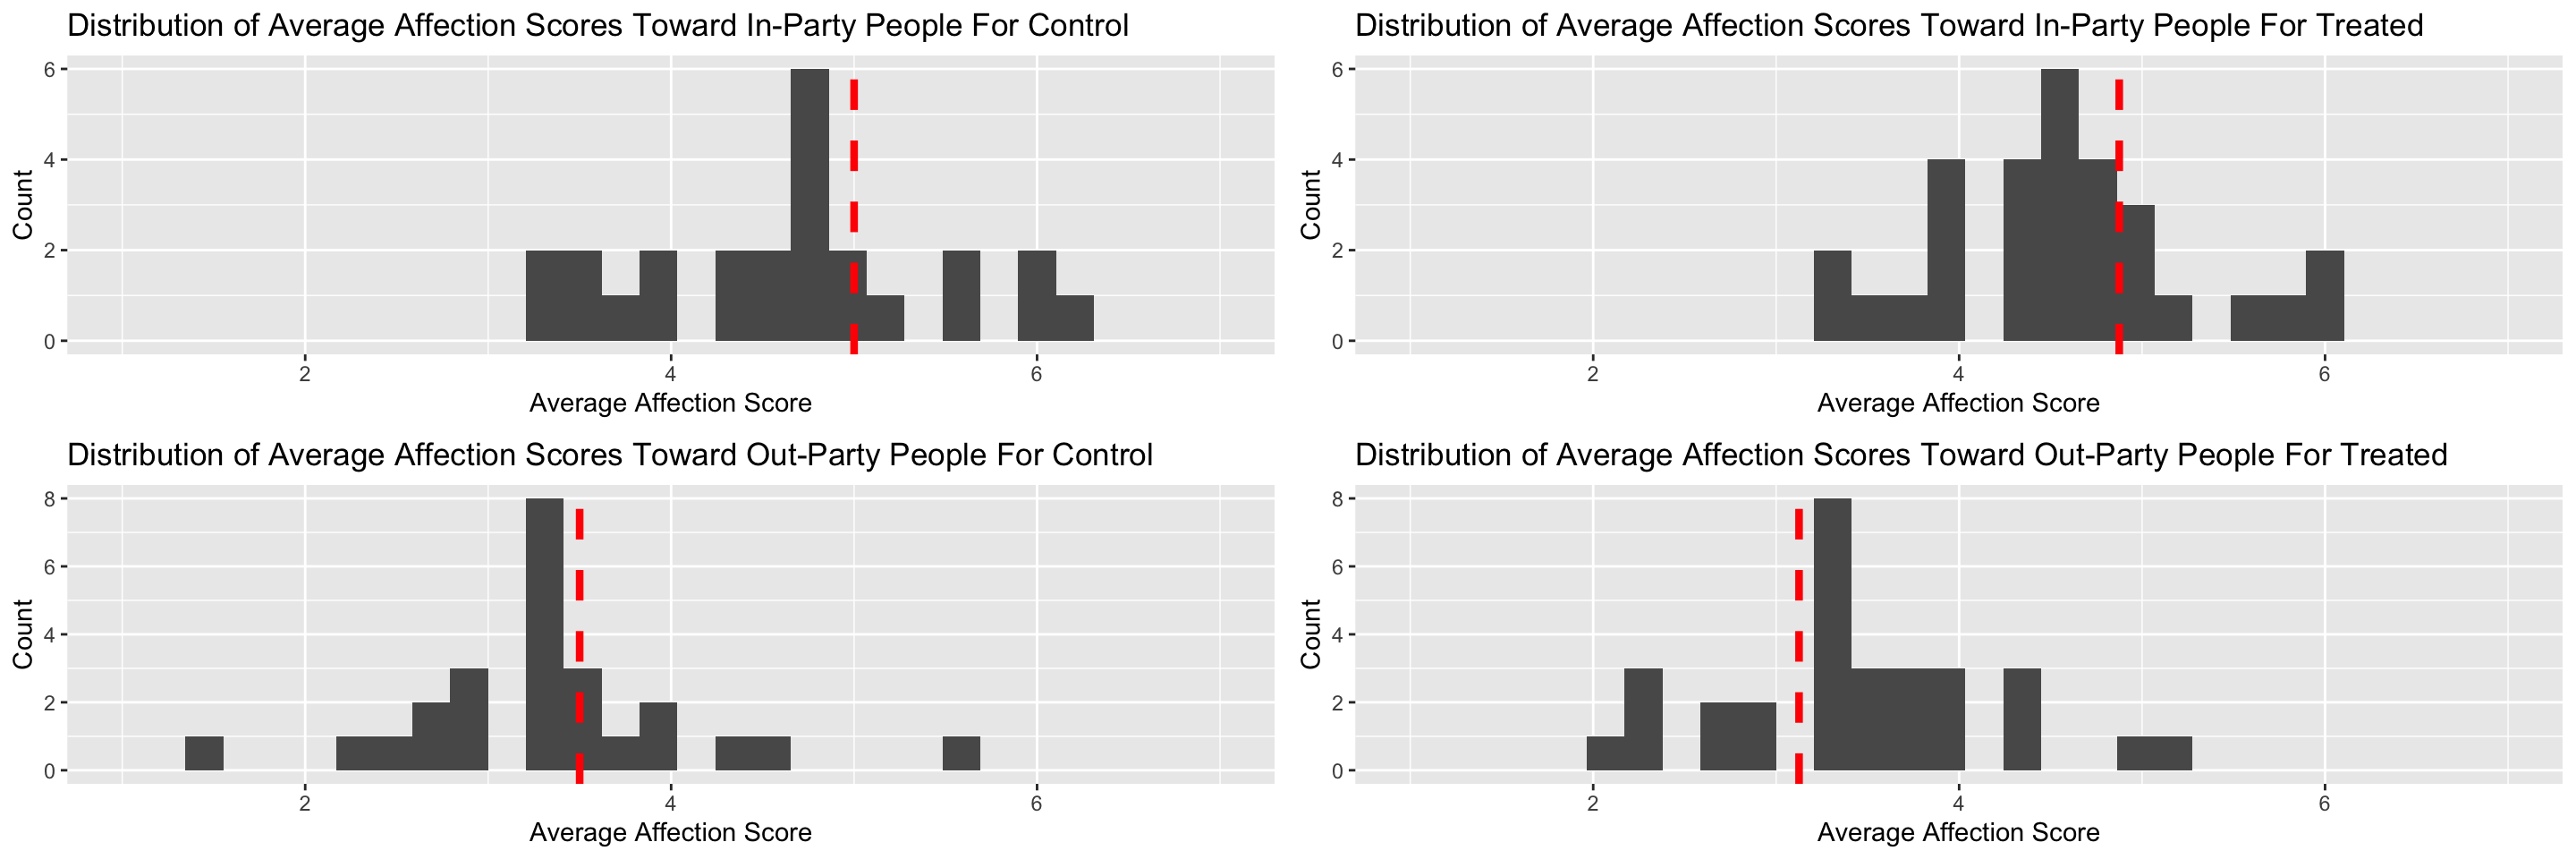 Distribution of Average Affection Scores Toward In-Party People For Control
6
4
2
0
Count
2 4 6
Average Affection Score
Distribution of Average Affection Scores Toward In-Party People For Treated
6
4
2
0
Count
2 4 6
Average Affection Score
Distribution of Average Affection Scores Toward Out-Party People For Control
8
6
4
2
0
Count
2 4 6
Average Affection Score
Distribution of Average Affection Scores Toward Out-Party People For Treated
8
6
4
2
0
Count
2 4 6
Average Affection Score